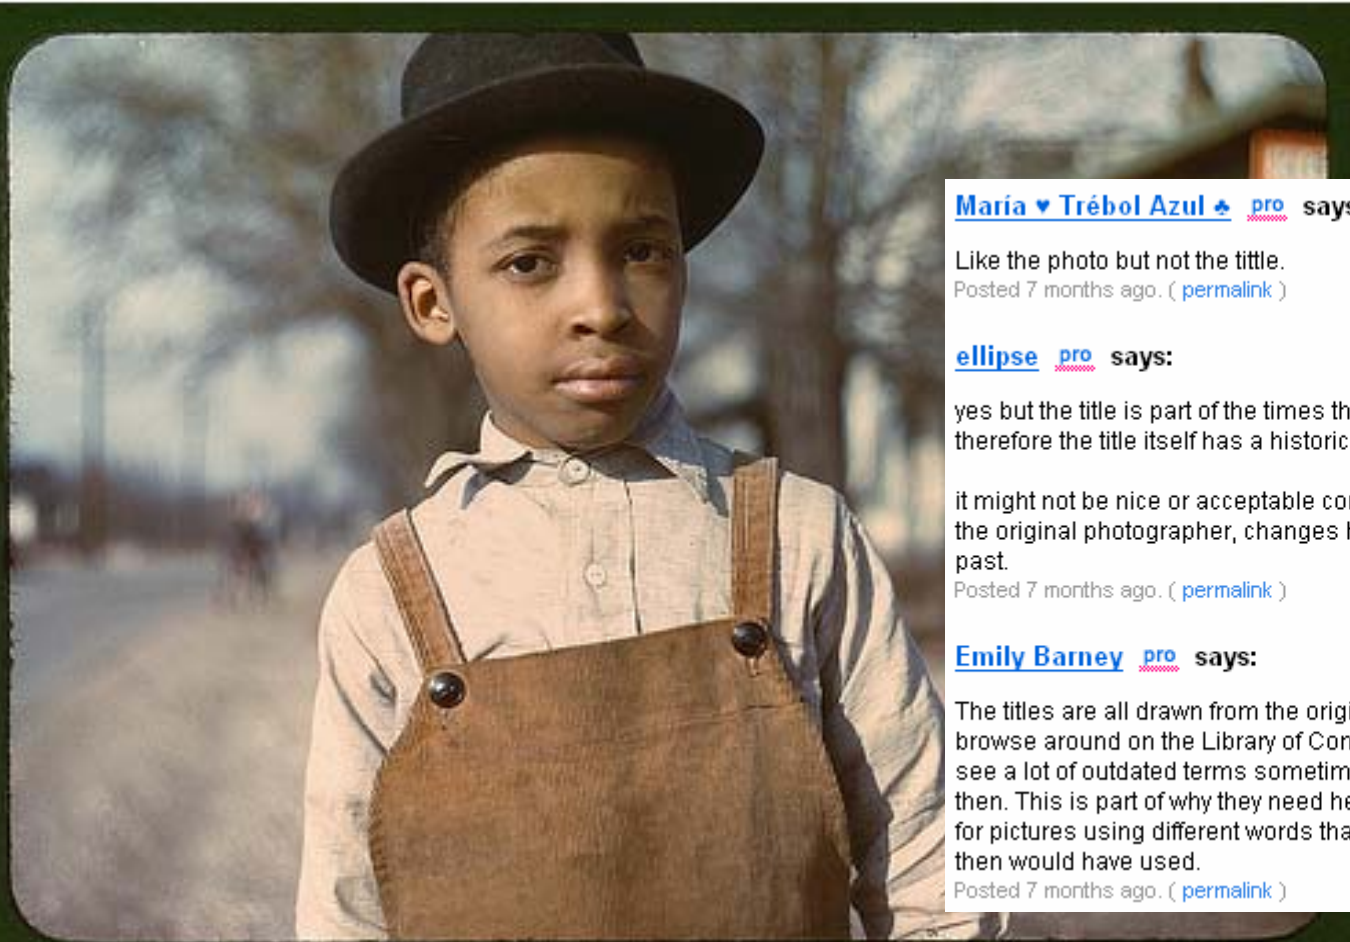 María ♥ Trébol Azul ♣ pro says
Like the photo but not the tittle.
Posted 7 months ago. ( permalink )
ellipse pro says:
yes but the title is part of the times
therefore the title itself has a
it might not be nice or acceptable
the original photographer, changes
past.
Posted 7 months ago. ( permalink )
Emily Barney pro says:
The titles are all drawn from the
browse around on the Library of
see a lot of outdated terms
then. This is part of why they need
for pictures using different words
then would have used.
Posted 7 months ago. ( permalink )